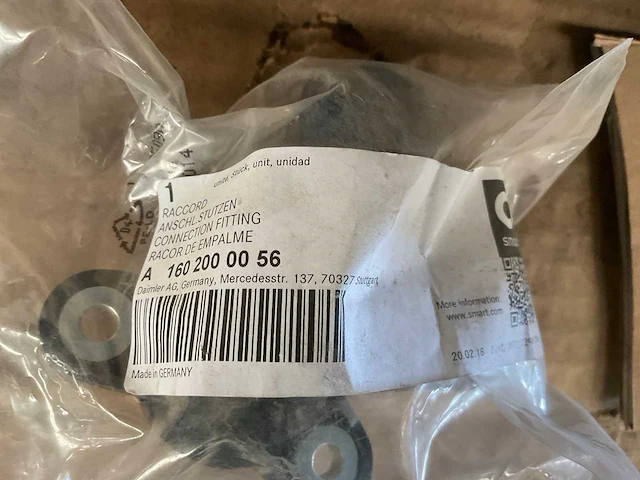 1
unité, Stück, unit, unidad
RACCORD
ANSCHLSTUTZEN
CONNECTION FITTING
RACOR DE EMPALME
A 160 200 00 56
Daimler AG, Germany, Mercedesstr. 137, 70327 Stuttgart
Made in GERMANY
More information:
www.smart.com
20.02.18